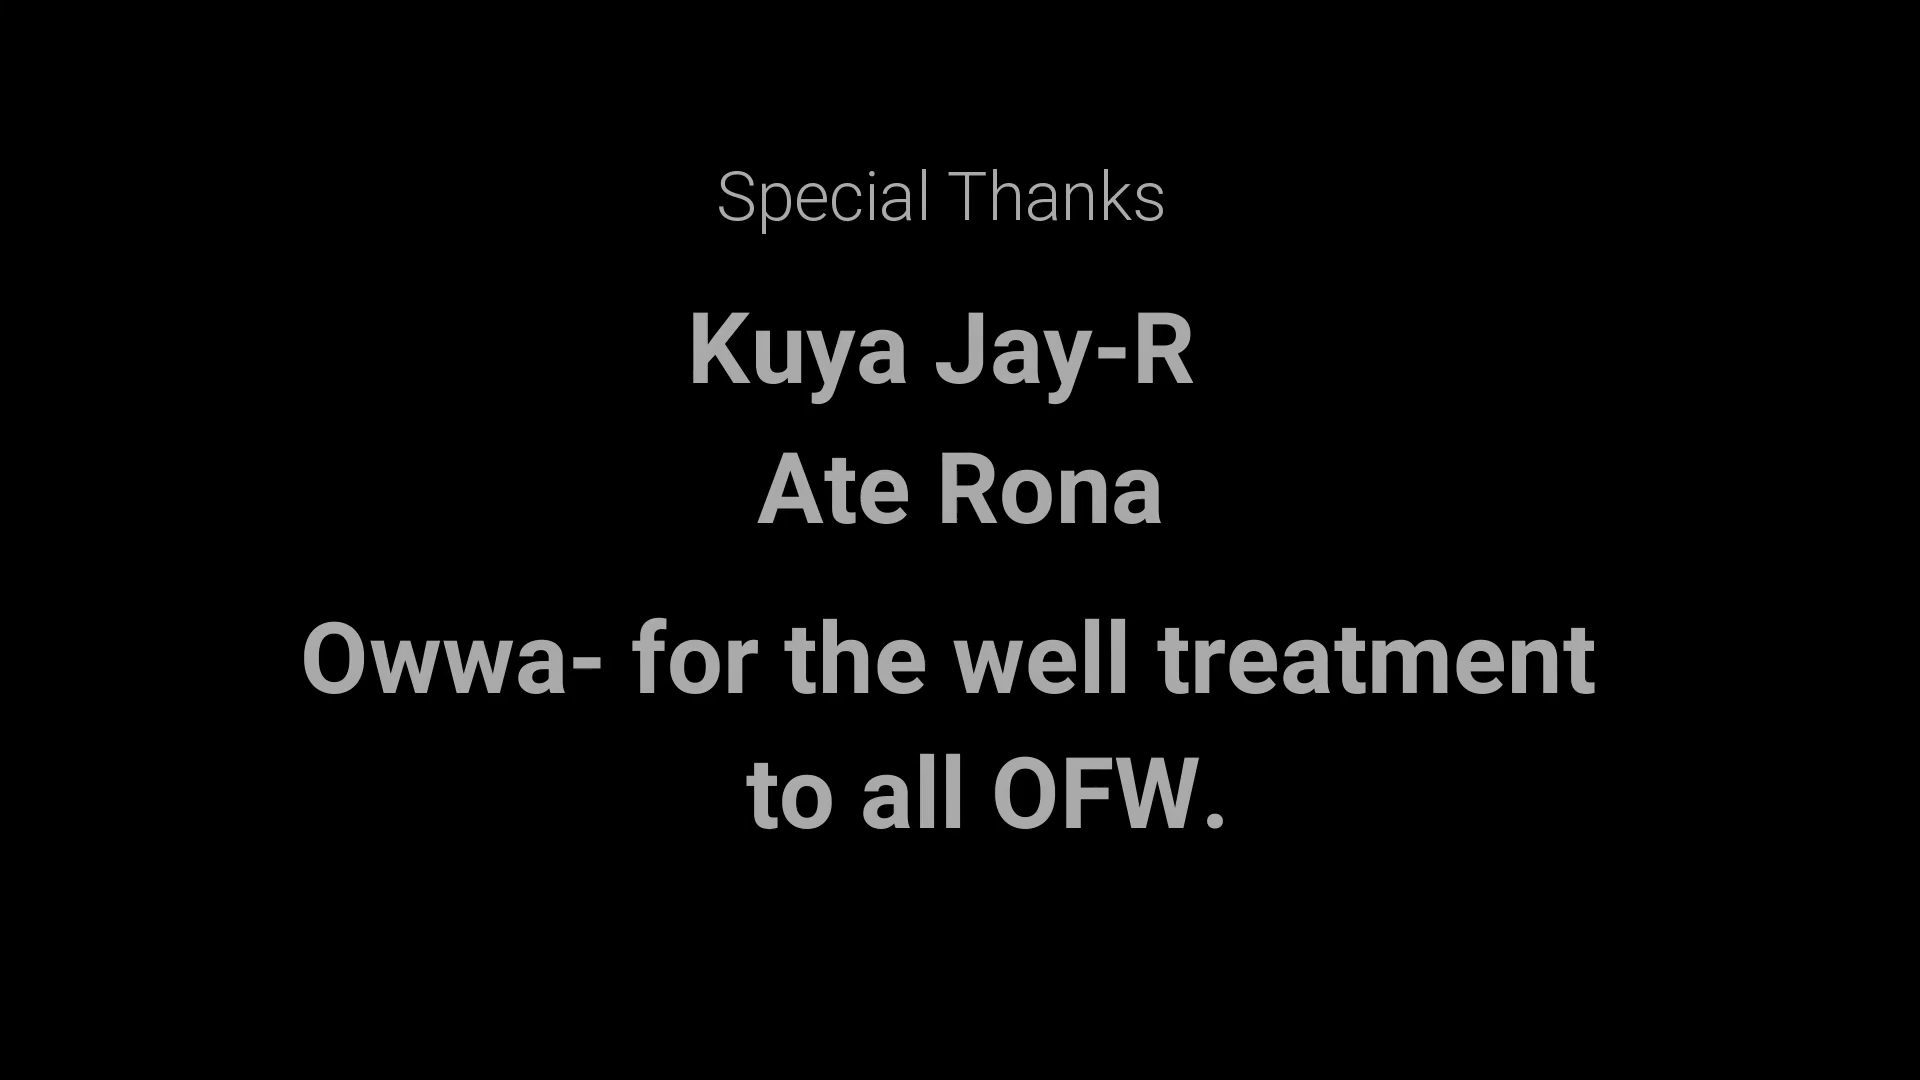 Special Thanks
Kuya Jay-R
Ate Rona
Owwa- for the well treatment
to all OFW.